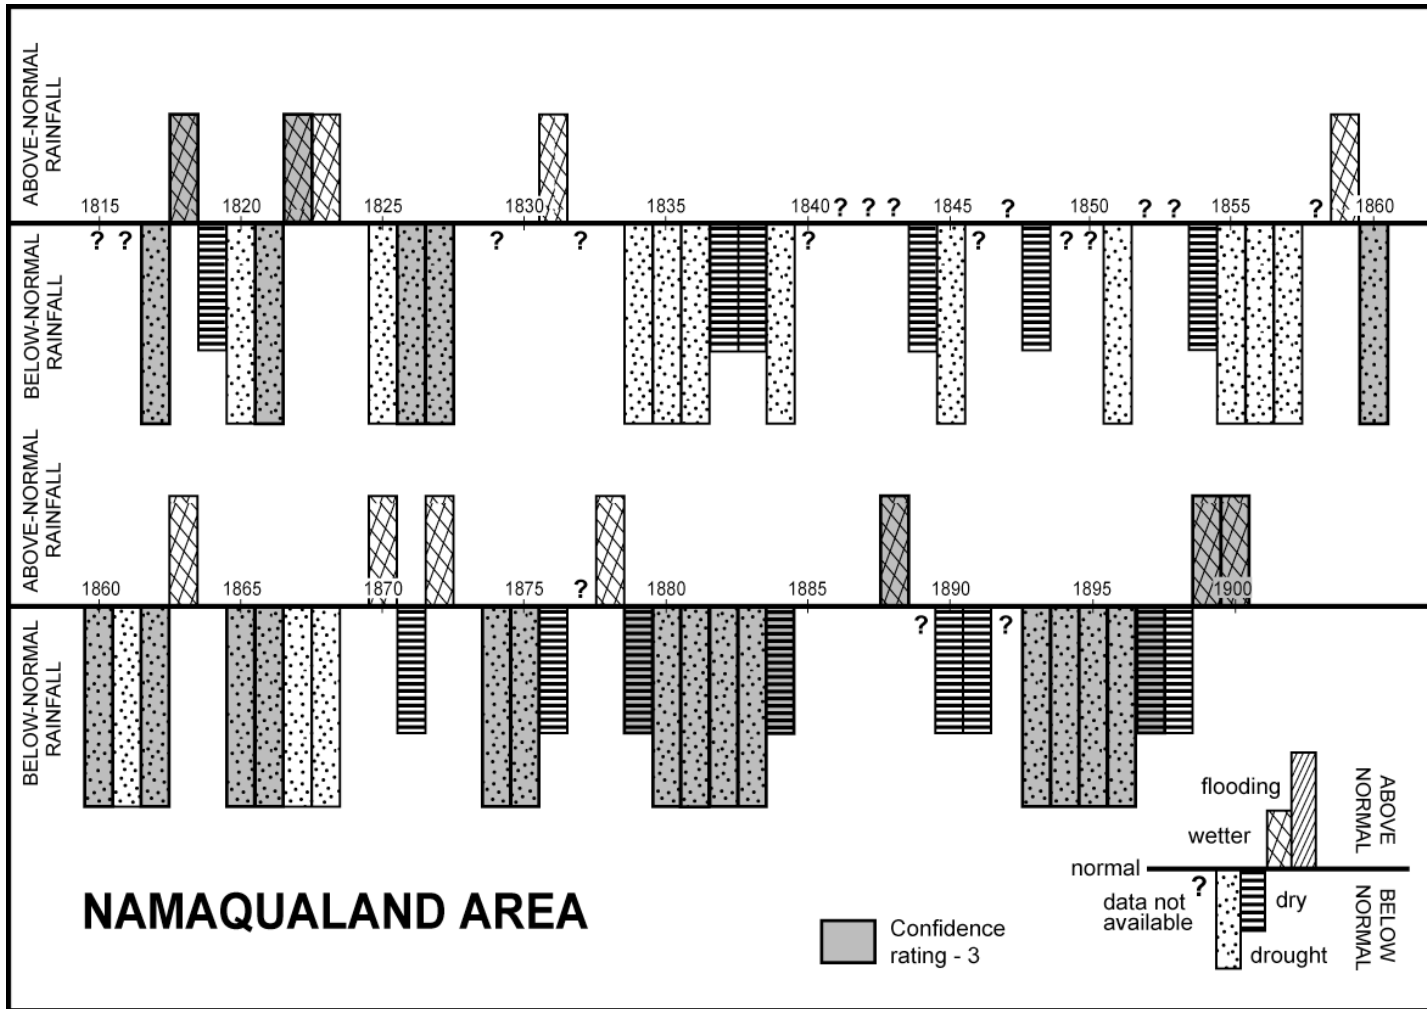 ABOVE-NORMAL
RAINFALL
1815 1820 1825 1830 1835 1840 ? ? ? 1845 ? 1850 ? ? 1855 ? 1860
? ? ? ? ? ? ? ?
BELOW-NORMAL
RAINFALL
ABOVE-NORMAL
RAINFALL
1860 1865 1870 1875 ? 1880 1885 1890 1895 1900
? ?
BELOW-NORMAL
RAINFALL
flooding
wetter
ABOVE
NORMAL
normal
?
data not
available
dry
drought
BELOW
NORMAL
NAMAQUALAND AREA
Confidence
rating - 3